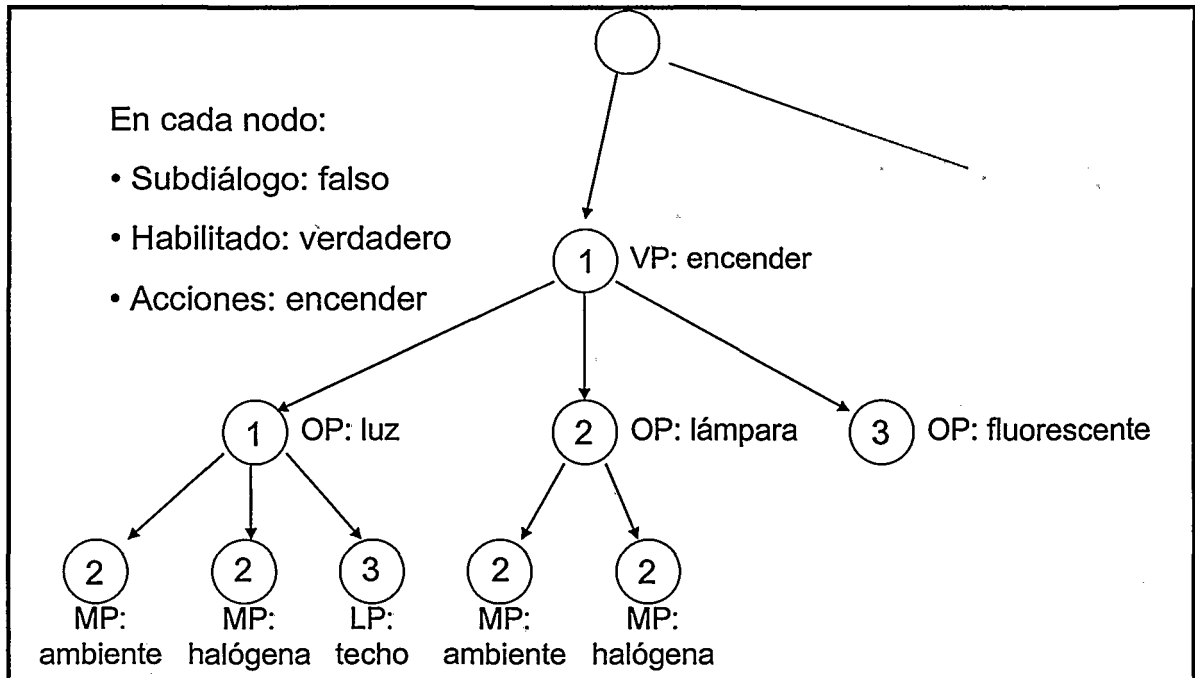 En cada nodo:
• Subdiálogo: falso
• Habilitado: verdadero
• Acciones: encender
1 VP: encender
1 OP: luz
2 OP: lámpara
3 OP: fluorescente
2 2 3 2 2
MP: MP: LP: MP: MP:
ambiente halógena techo ambiente halógena